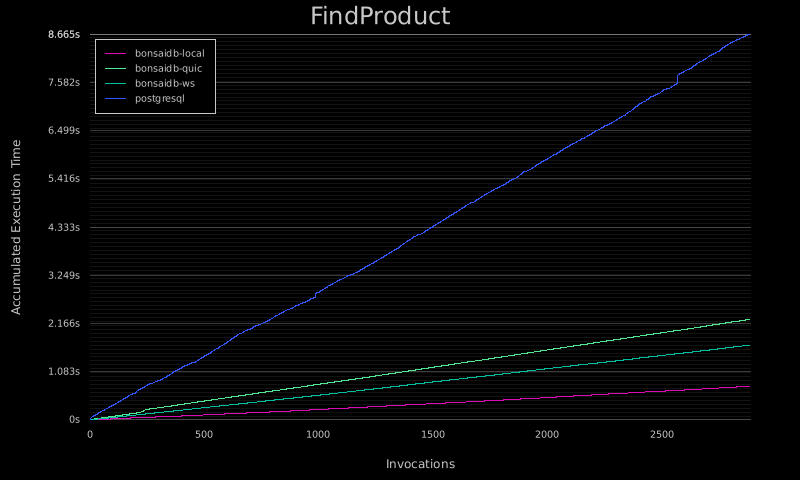 FindProduct
8.665s
bonsaidb-local
bonsaidb-quic
bonsaidb-ws
postgresql
7.582s
6.499s
5.416s
4.333s
3.249s
2.166s
1.083s
0s
Accumulated Execution Time
0 500 1000 1500 2000 2500
Invocations